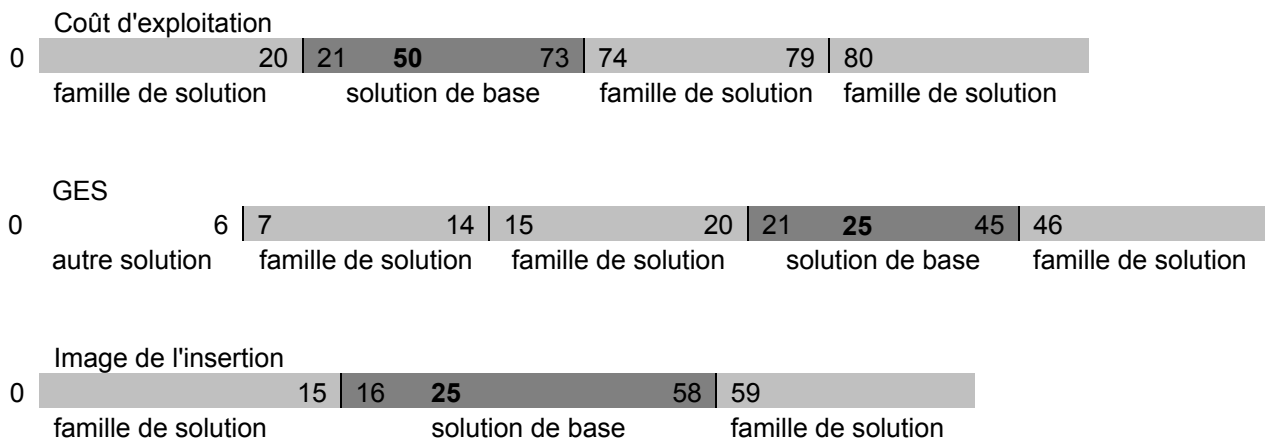 Coût d'exploitation
0 20 21 50 73 74 79 80
famille de solution solution de base famille de solution famille de solution
GES
0 6 7 14 15 20 21 25 45 46
autre solution famille de solution famille de solution solution de base famille de solution
Image de l'insertion
0 15 16 25 58 59
famille de solution solution de base famille de solution